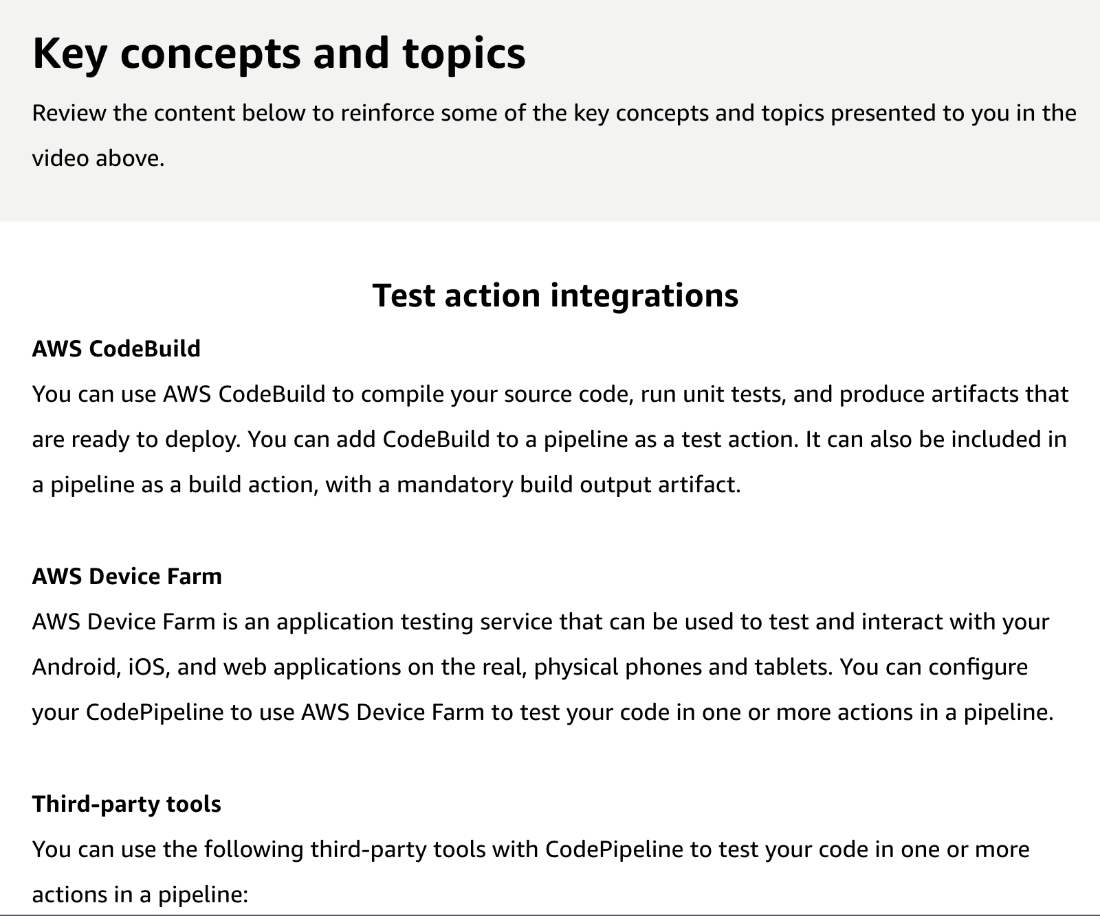 Key concepts and topics
Review the content below to reinforce some of the key concepts and topics presented to you in the
video above.
Test action integrations
AWS CodeBuild
You can use AWS CodeBuild to compile your source code, run unit tests, and produce artifacts that
are ready to deploy. You can add CodeBuild to a pipeline as a test action. It can also be included in
a pipeline as a build action, with a mandatory build output artifact.
AWS Device Farm
AWS Device Farm is an application testing service that can be used to test and interact with your
Android, iOS, and web applications on the real, physical phones and tablets. You can configure
your CodePipeline to use AWS Device Farm to test your code in one or more actions in a pipeline.
Third-party tools
You can use the following third-party tools with CodePipeline to test your code in one or more
actions in a pipeline: